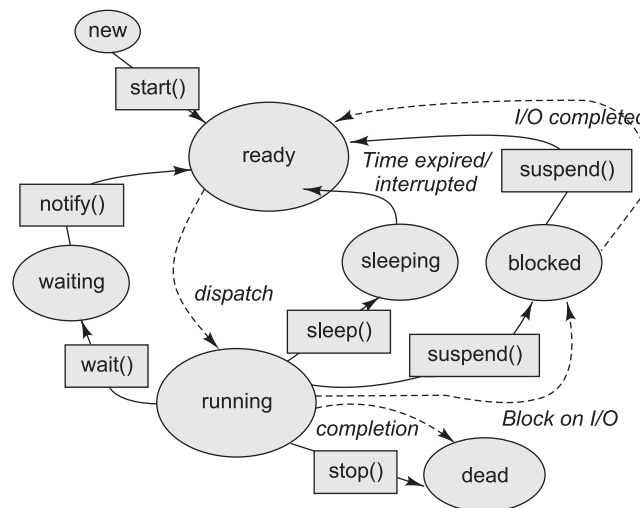 new
start()
I/O completed
ready
Time expired/
interrupted
suspend()
notify()
waiting
sleeping
blocked
dispatch
sleep()
suspend()
wait()
running
completion
Block on I/O
stop()
dead